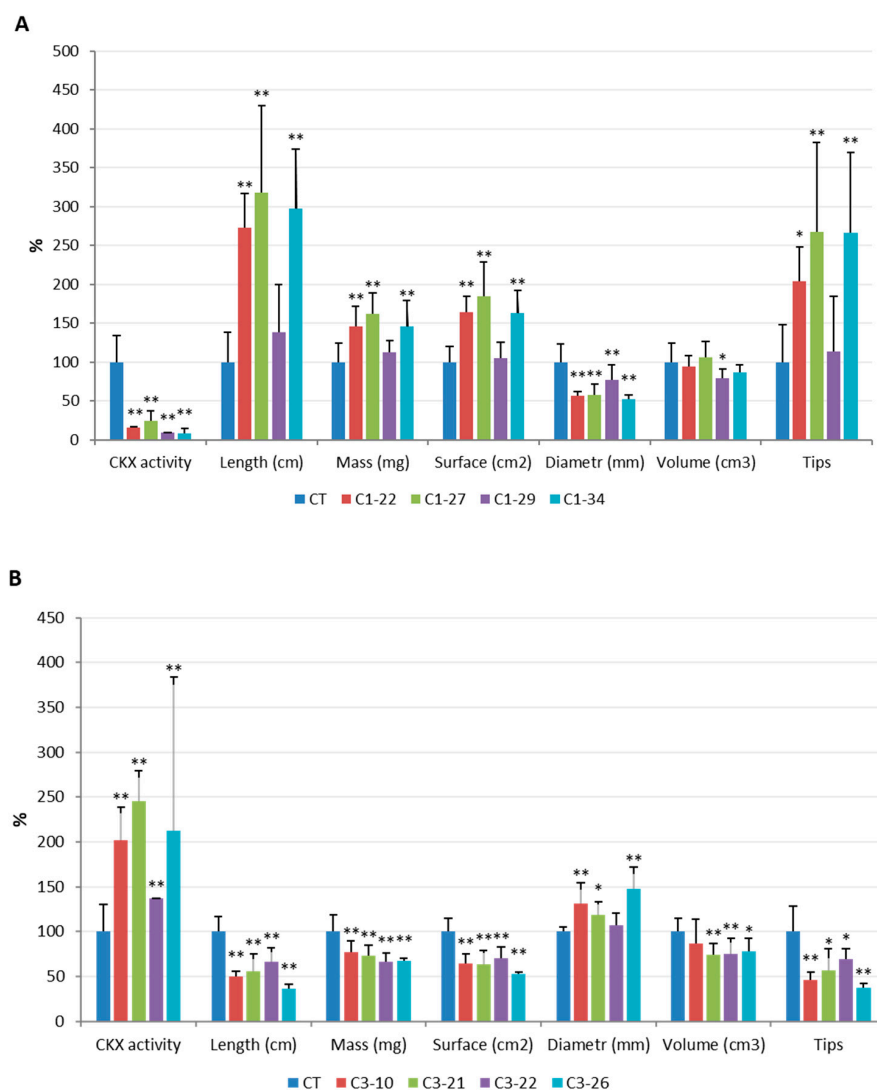 A
500
450
400
350
300
250
200
150
100
50
0
%
** ** ** **
** ** **
** ** **
** ** **
** ** ** **
*
* ** **
CKX activity Length (cm) Mass (mg) Surface (cm2) Diametr (mm) Volume (cm3) Tips
CT C1-22 C1-27 C1-29 C1-34
B
450
400
350
300
250
200
150
100
50
0
%
** ** ** **
** ** ** **
** ** ** **
** ** ** **
** * **
** ** *
** * * **
CKX activity Length (cm) Mass (mg) Surface (cm2) Diametr (mm) Volume (cm3) Tips
CT C3-10 C3-21 C3-22 C3-26